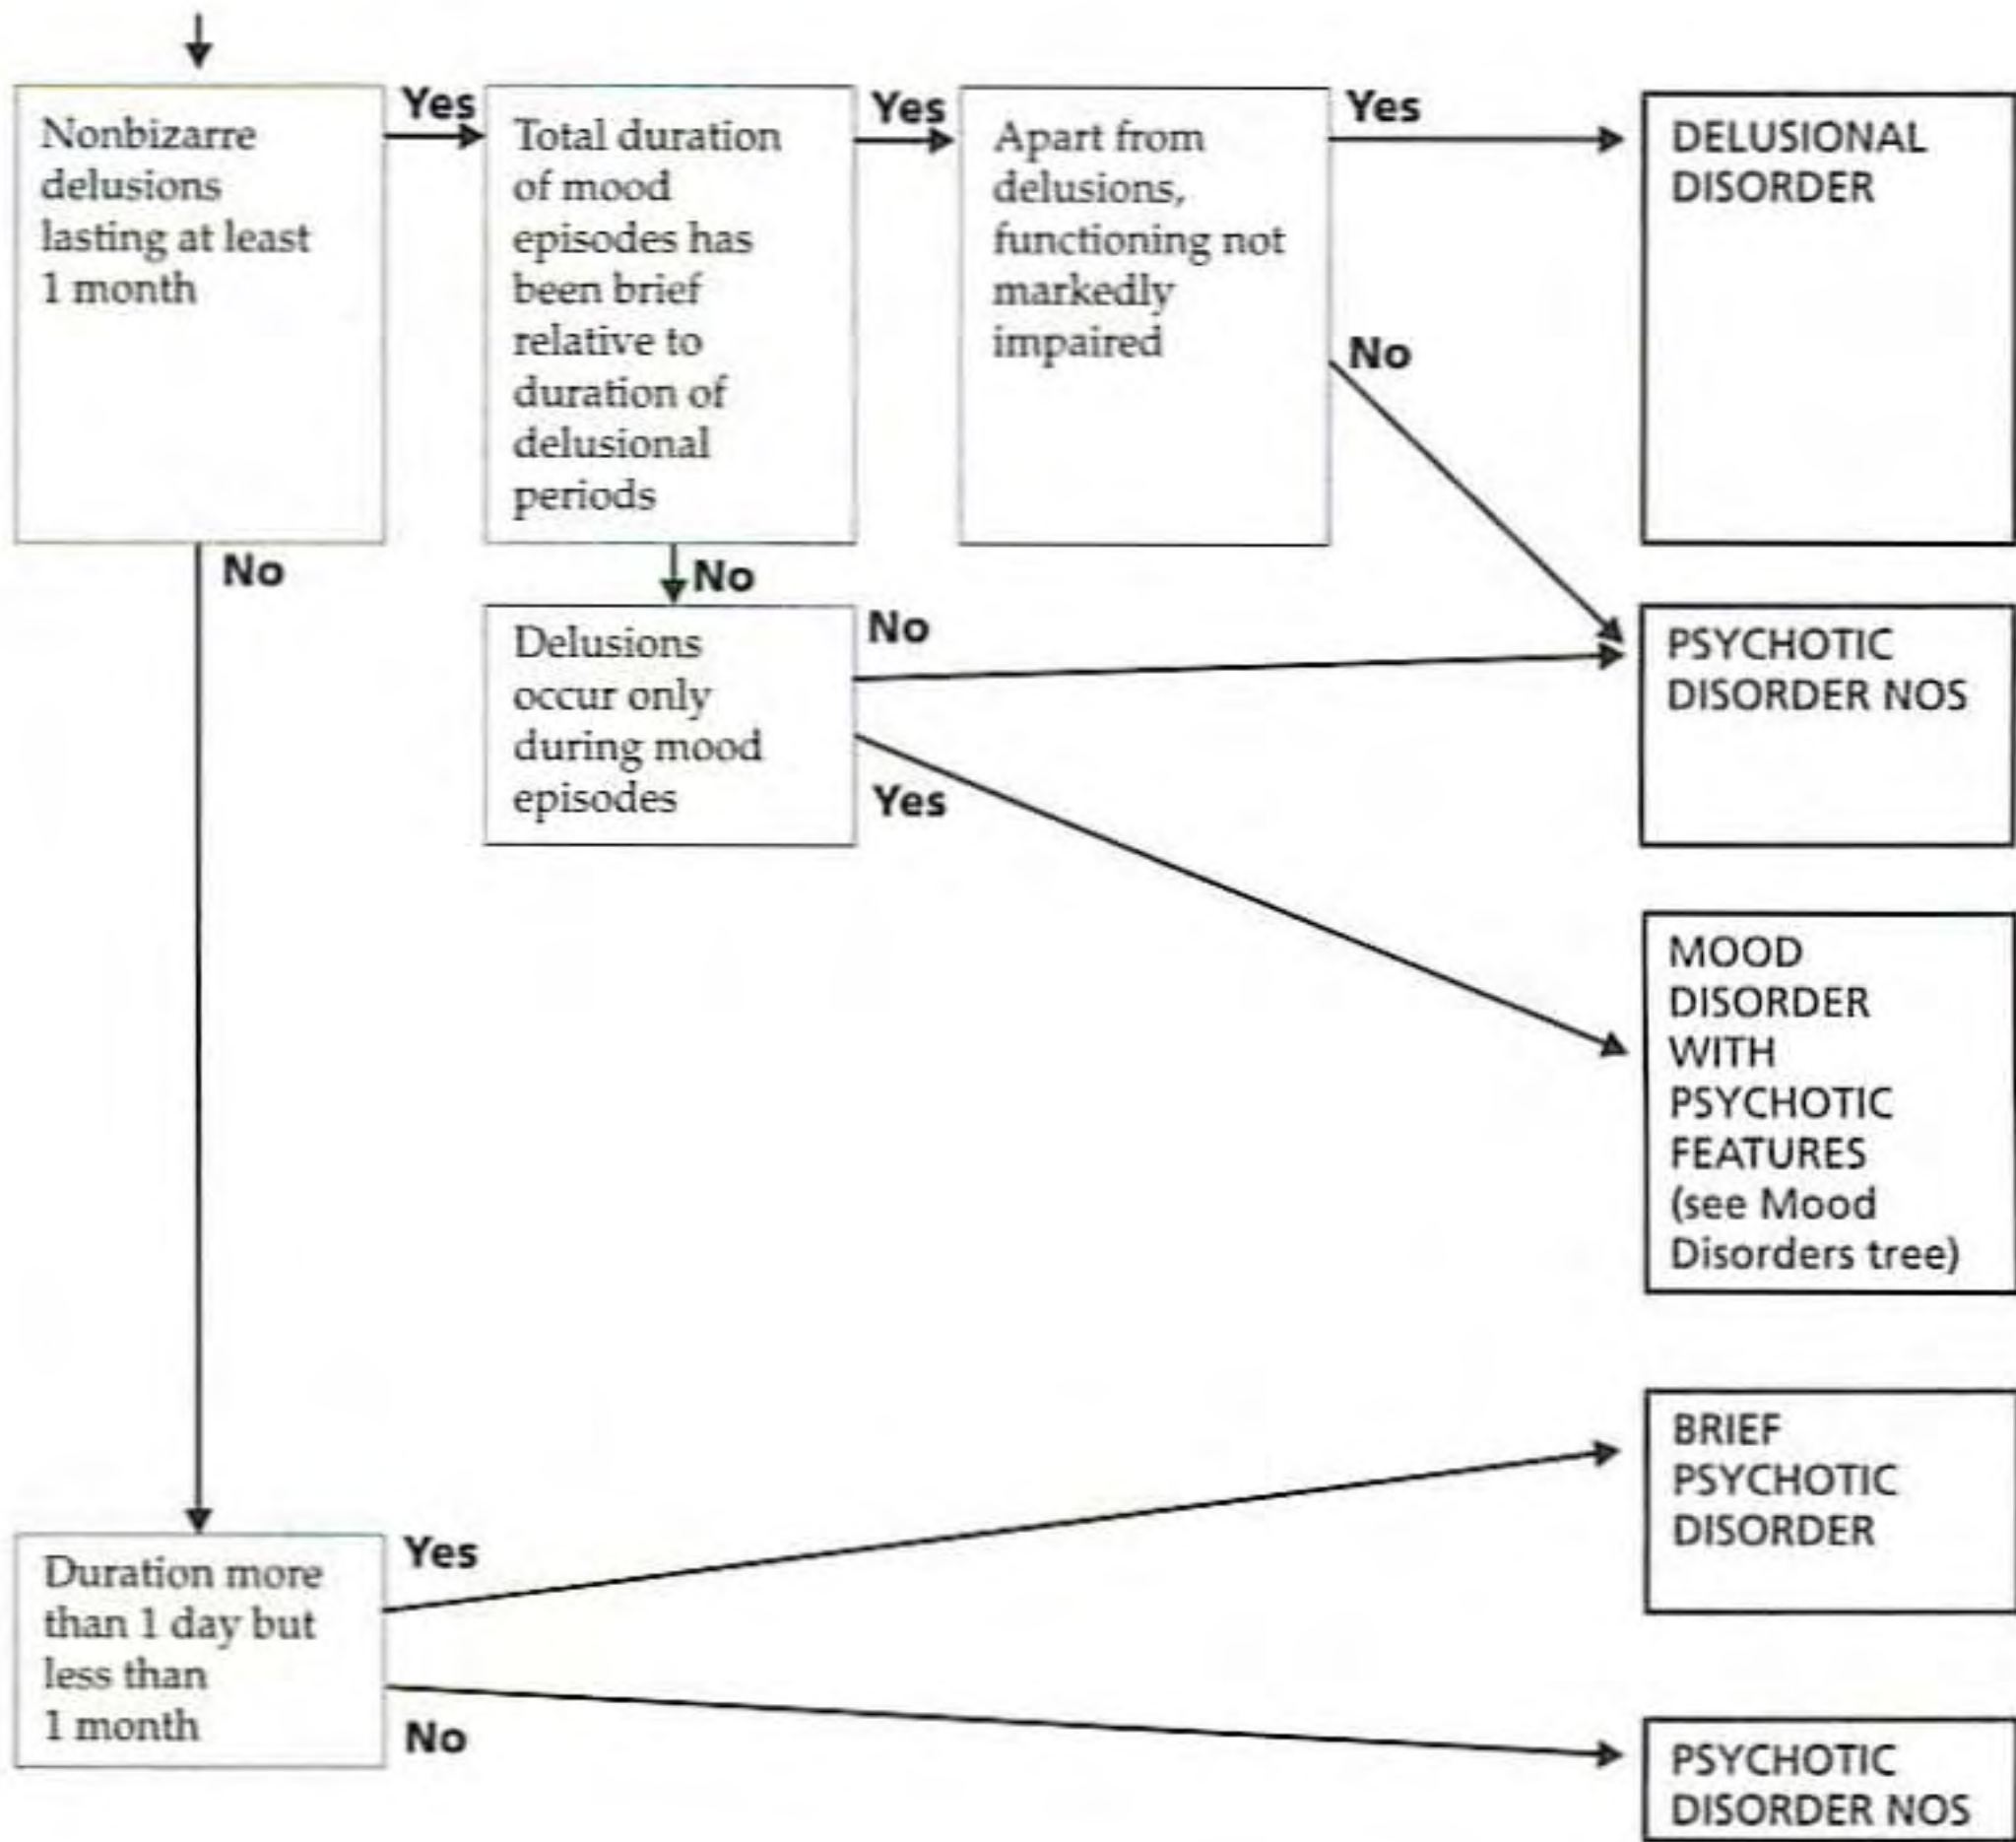 Yes
Yes
Yes
Nonbizarre
delusions
lasting at least
1 month
Total duration
of mood
episodes has
been brief
relative to
duration of
delusional
periods
Apart from
delusions,
functioning not
markedly
impaired
DELUSIONAL
DISORDER
No
No
No
Delusions
occur only
during mood
episodes
No
Yes
PSYCHOTIC
DISORDER NOS
MOOD
DISORDER
WITH
PSYCHOTIC
FEATURES
(see Mood
Disorders tree)
BRIEF
PSYCHOTIC
DISORDER
Duration more
than 1 day but
less than
1 month
Yes
No
PSYCHOTIC
DISORDER NOS